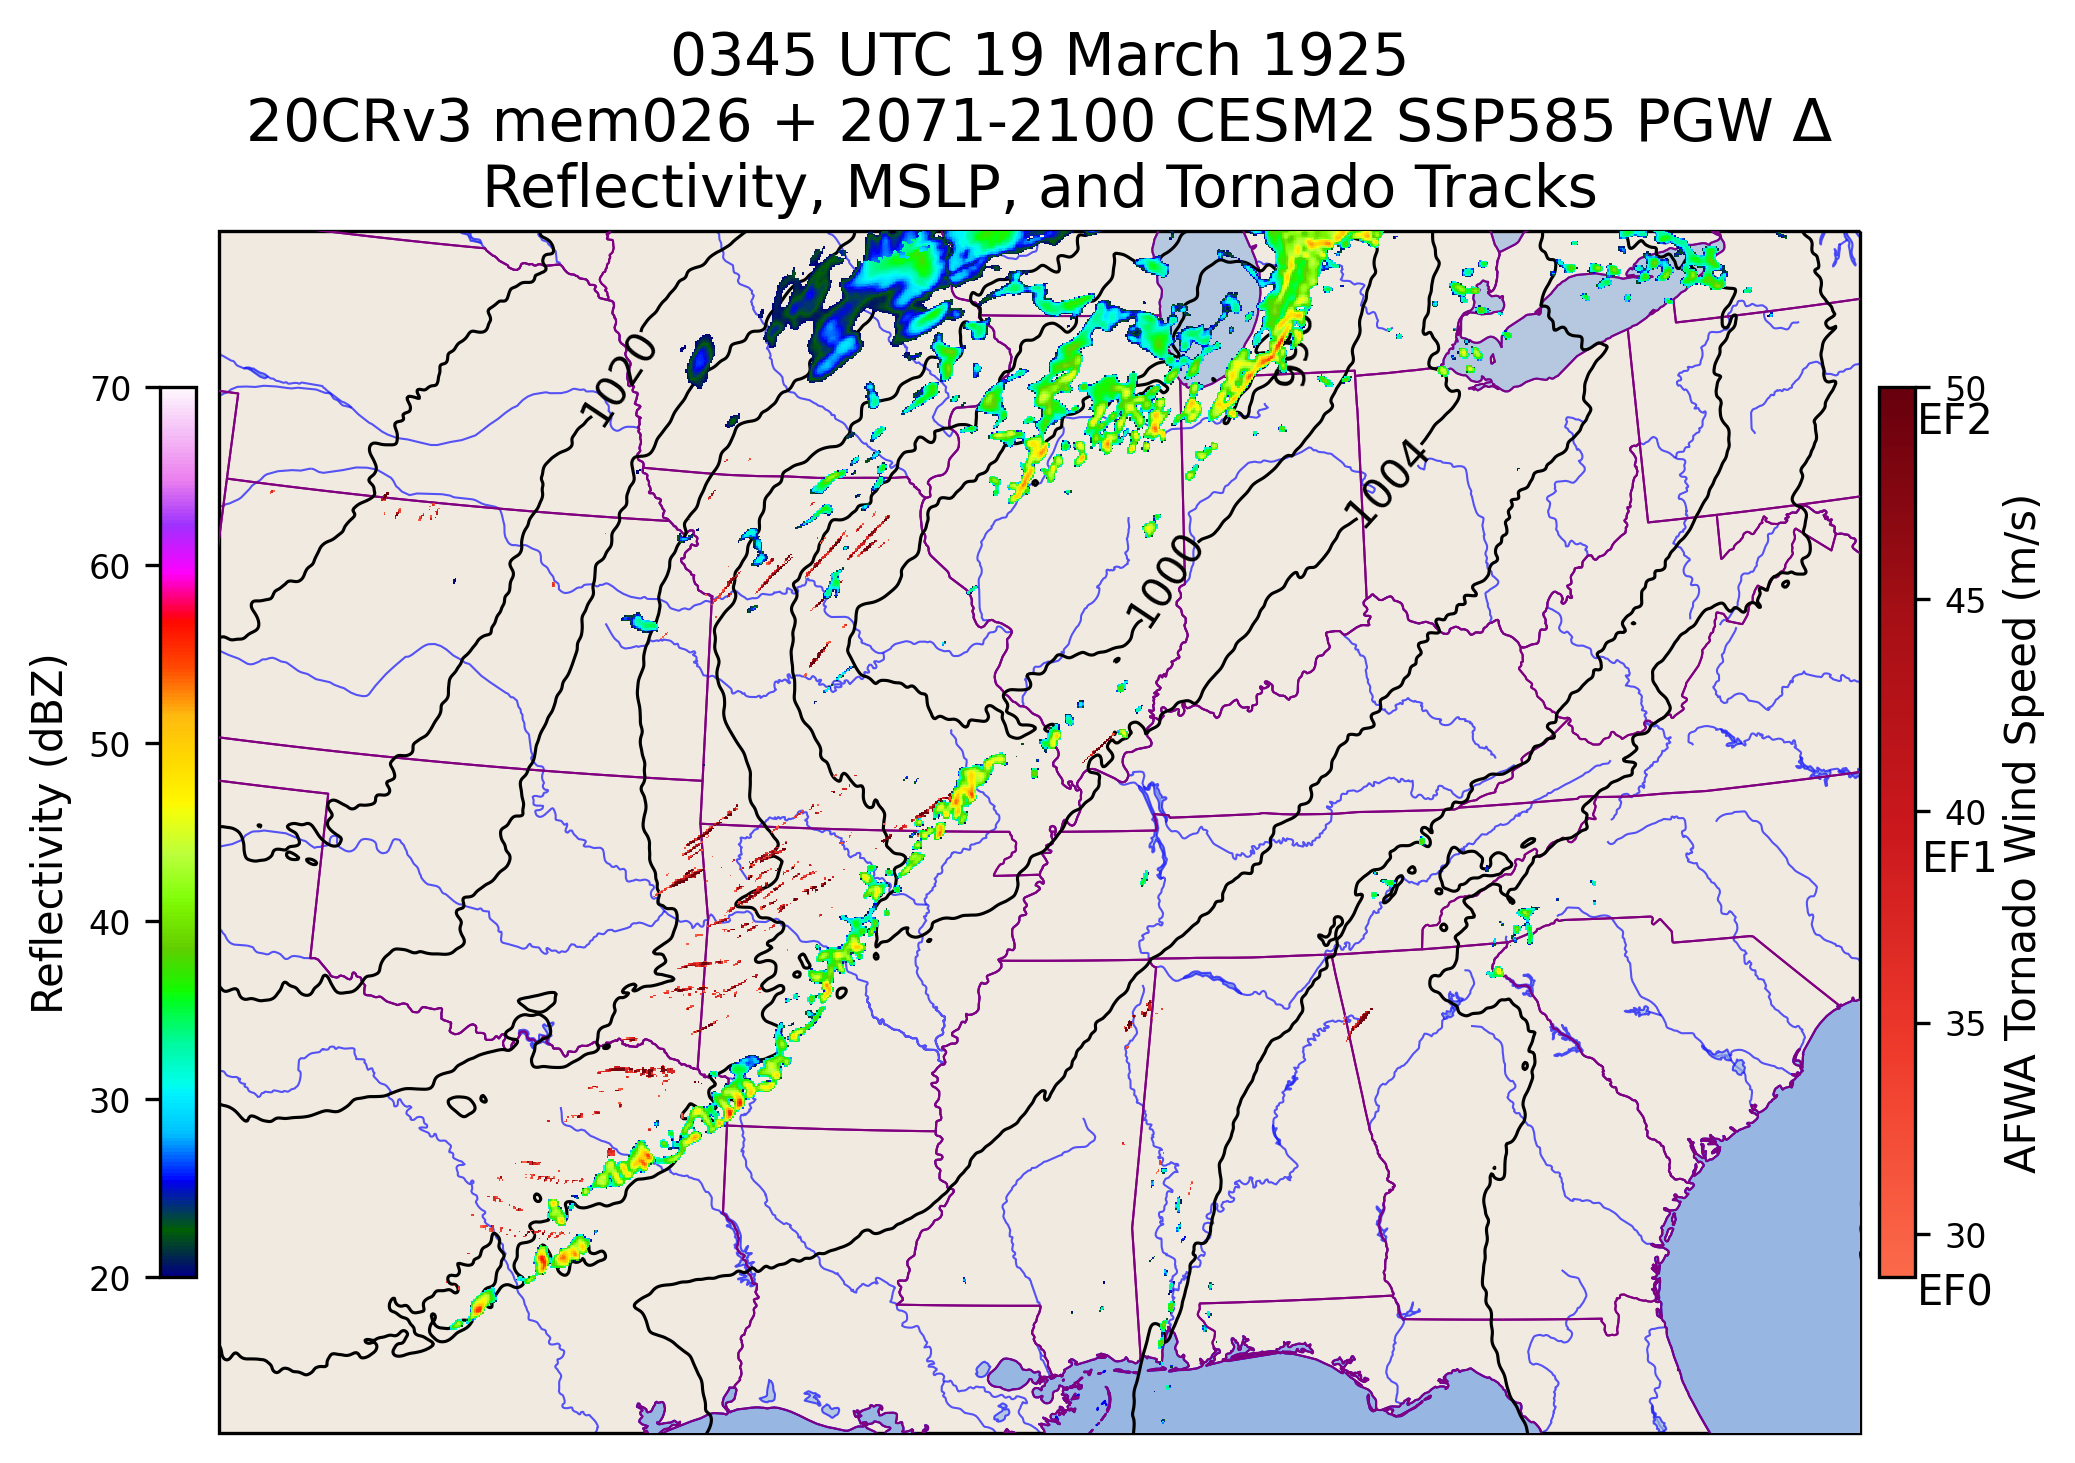 0345 UTC 19 March 1925
20CRv3 mem026 + 2071-2100 CESM2 SSP585 PGW Δ
Reflectivity, MSLP, and Tornado Tracks
Reflectivity (dBZ)
70
60
50
40
30
20
1020
1004
1000
50
EF2
45
40
EF1
35
30
EF0
AFWA Tornado Wind Speed (m/s)